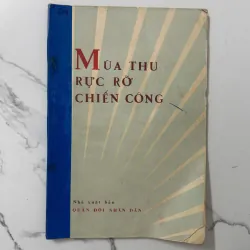 MÙA THU
RỰC RỠ
CHIẾN CÔNG
Nhà xuất bản
QUÂN ĐỘI NHÂN DÂN